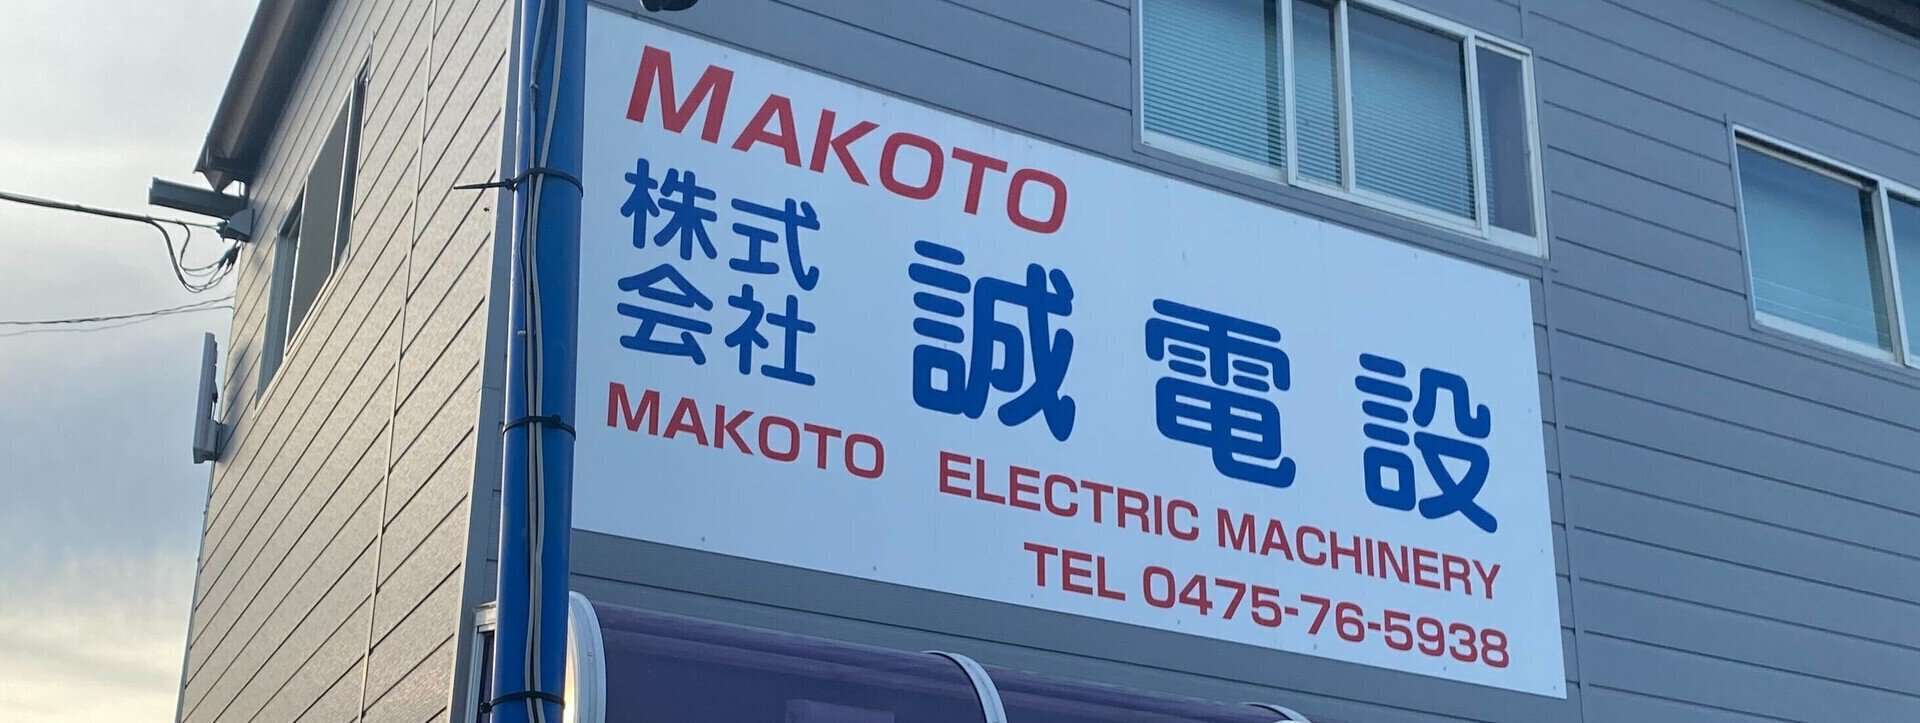 MAKOTO
株式会社 誠電設
MAKOTO ELECTRIC MACHINERY
TEL 0475-76-5938